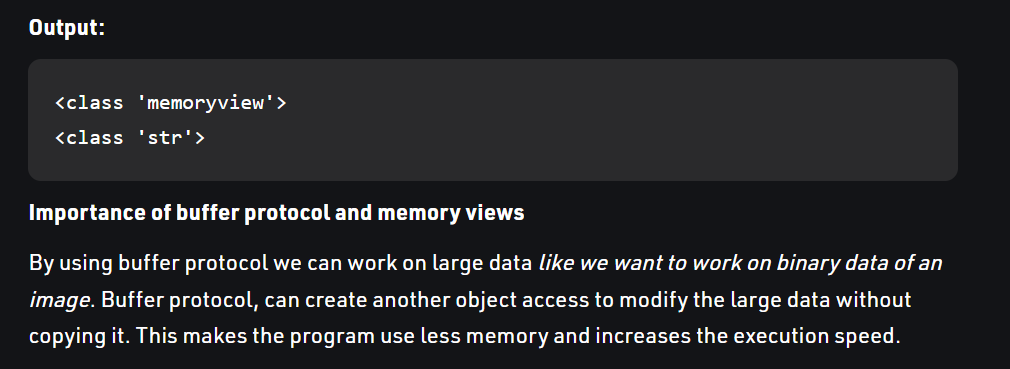 Output:
<class 'memoryview'>
<class 'str'>
Importance of buffer protocol and memory views
By using buffer protocol we can work on large data like we want to work on binary data of an
image. Buffer protocol, can create another object access to modify the large data without
copying it. This makes the program use less memory and increases the execution speed.